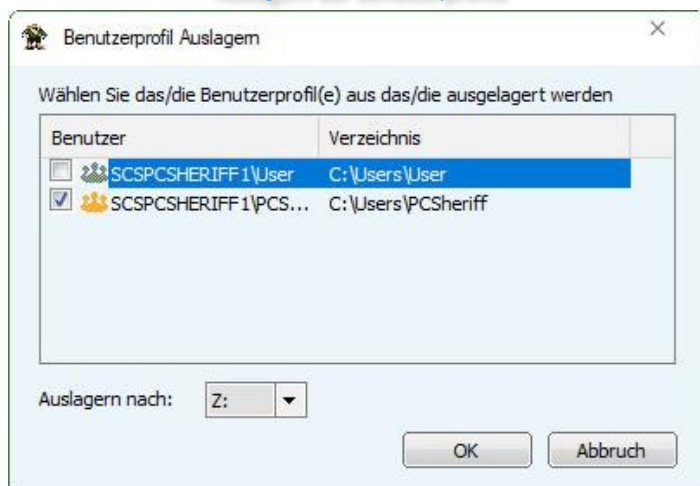 Benutzerprofil Auslagern
Wählen Sie das/die Benutzerprofil(e) aus das/die ausgelagert werden
Benutzer Verzeichnis
SCSPCSHERIFF1\User C:\Users\User
SCSPCSHERIFF1\PCS... C:\Users\PCSheriff
Auslagern nach: Z:
OK Abbruch